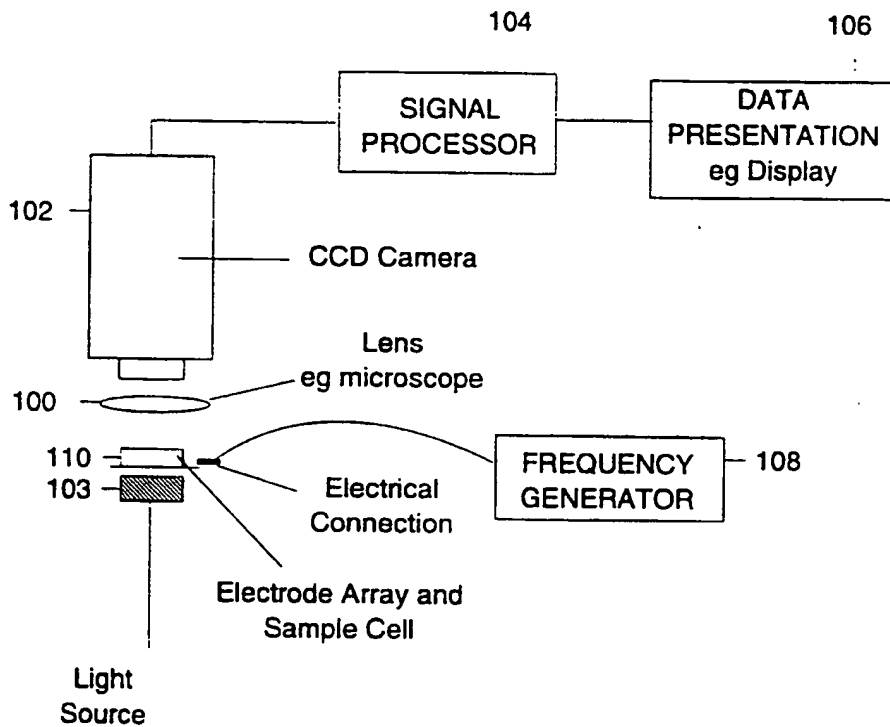 104
106
SIGNAL
PROCESSOR
DATA
PRESENTATION
eg Display
102
CCD Camera
Lens
eg microscope
100
110
103
Electrical
Connection
FREQUENCY
GENERATOR
108
Electrode Array and
Sample Cell
Light
Source